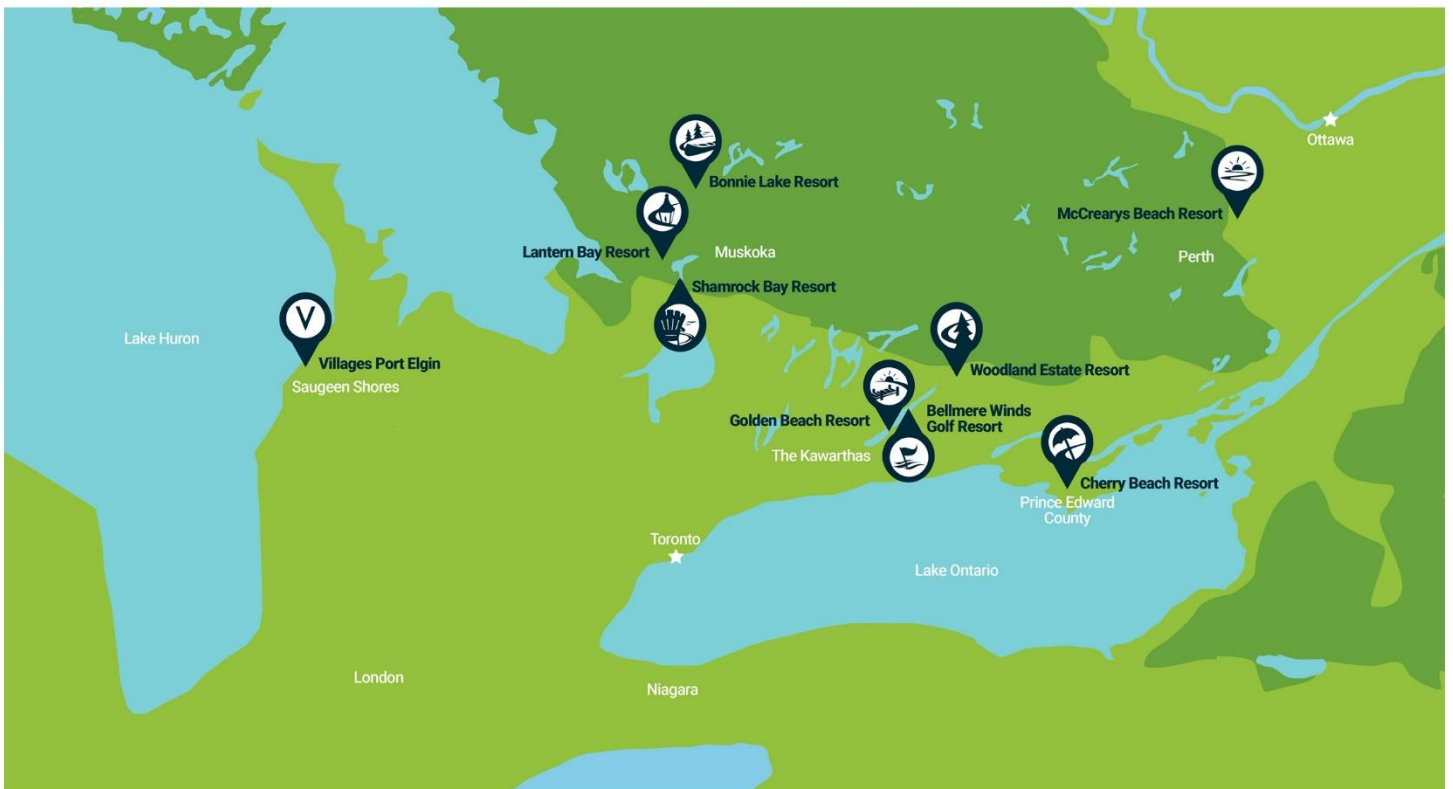 Ottawa
Bonnie Lake Resort
McCrearys Beach Resort
Lantern Bay Resort
Muskoka
Perth
Shamrock Bay Resort
Lake Huron
V
Villages Port Elgin
Saugeen Shores
Woodland Estate Resort
Golden Beach Resort
Bellmere Winds
Golf Resort
The Kawarthas
Cherry Beach Resort
Prince Edward
County
Toronto
Lake Ontario
London
Niagara